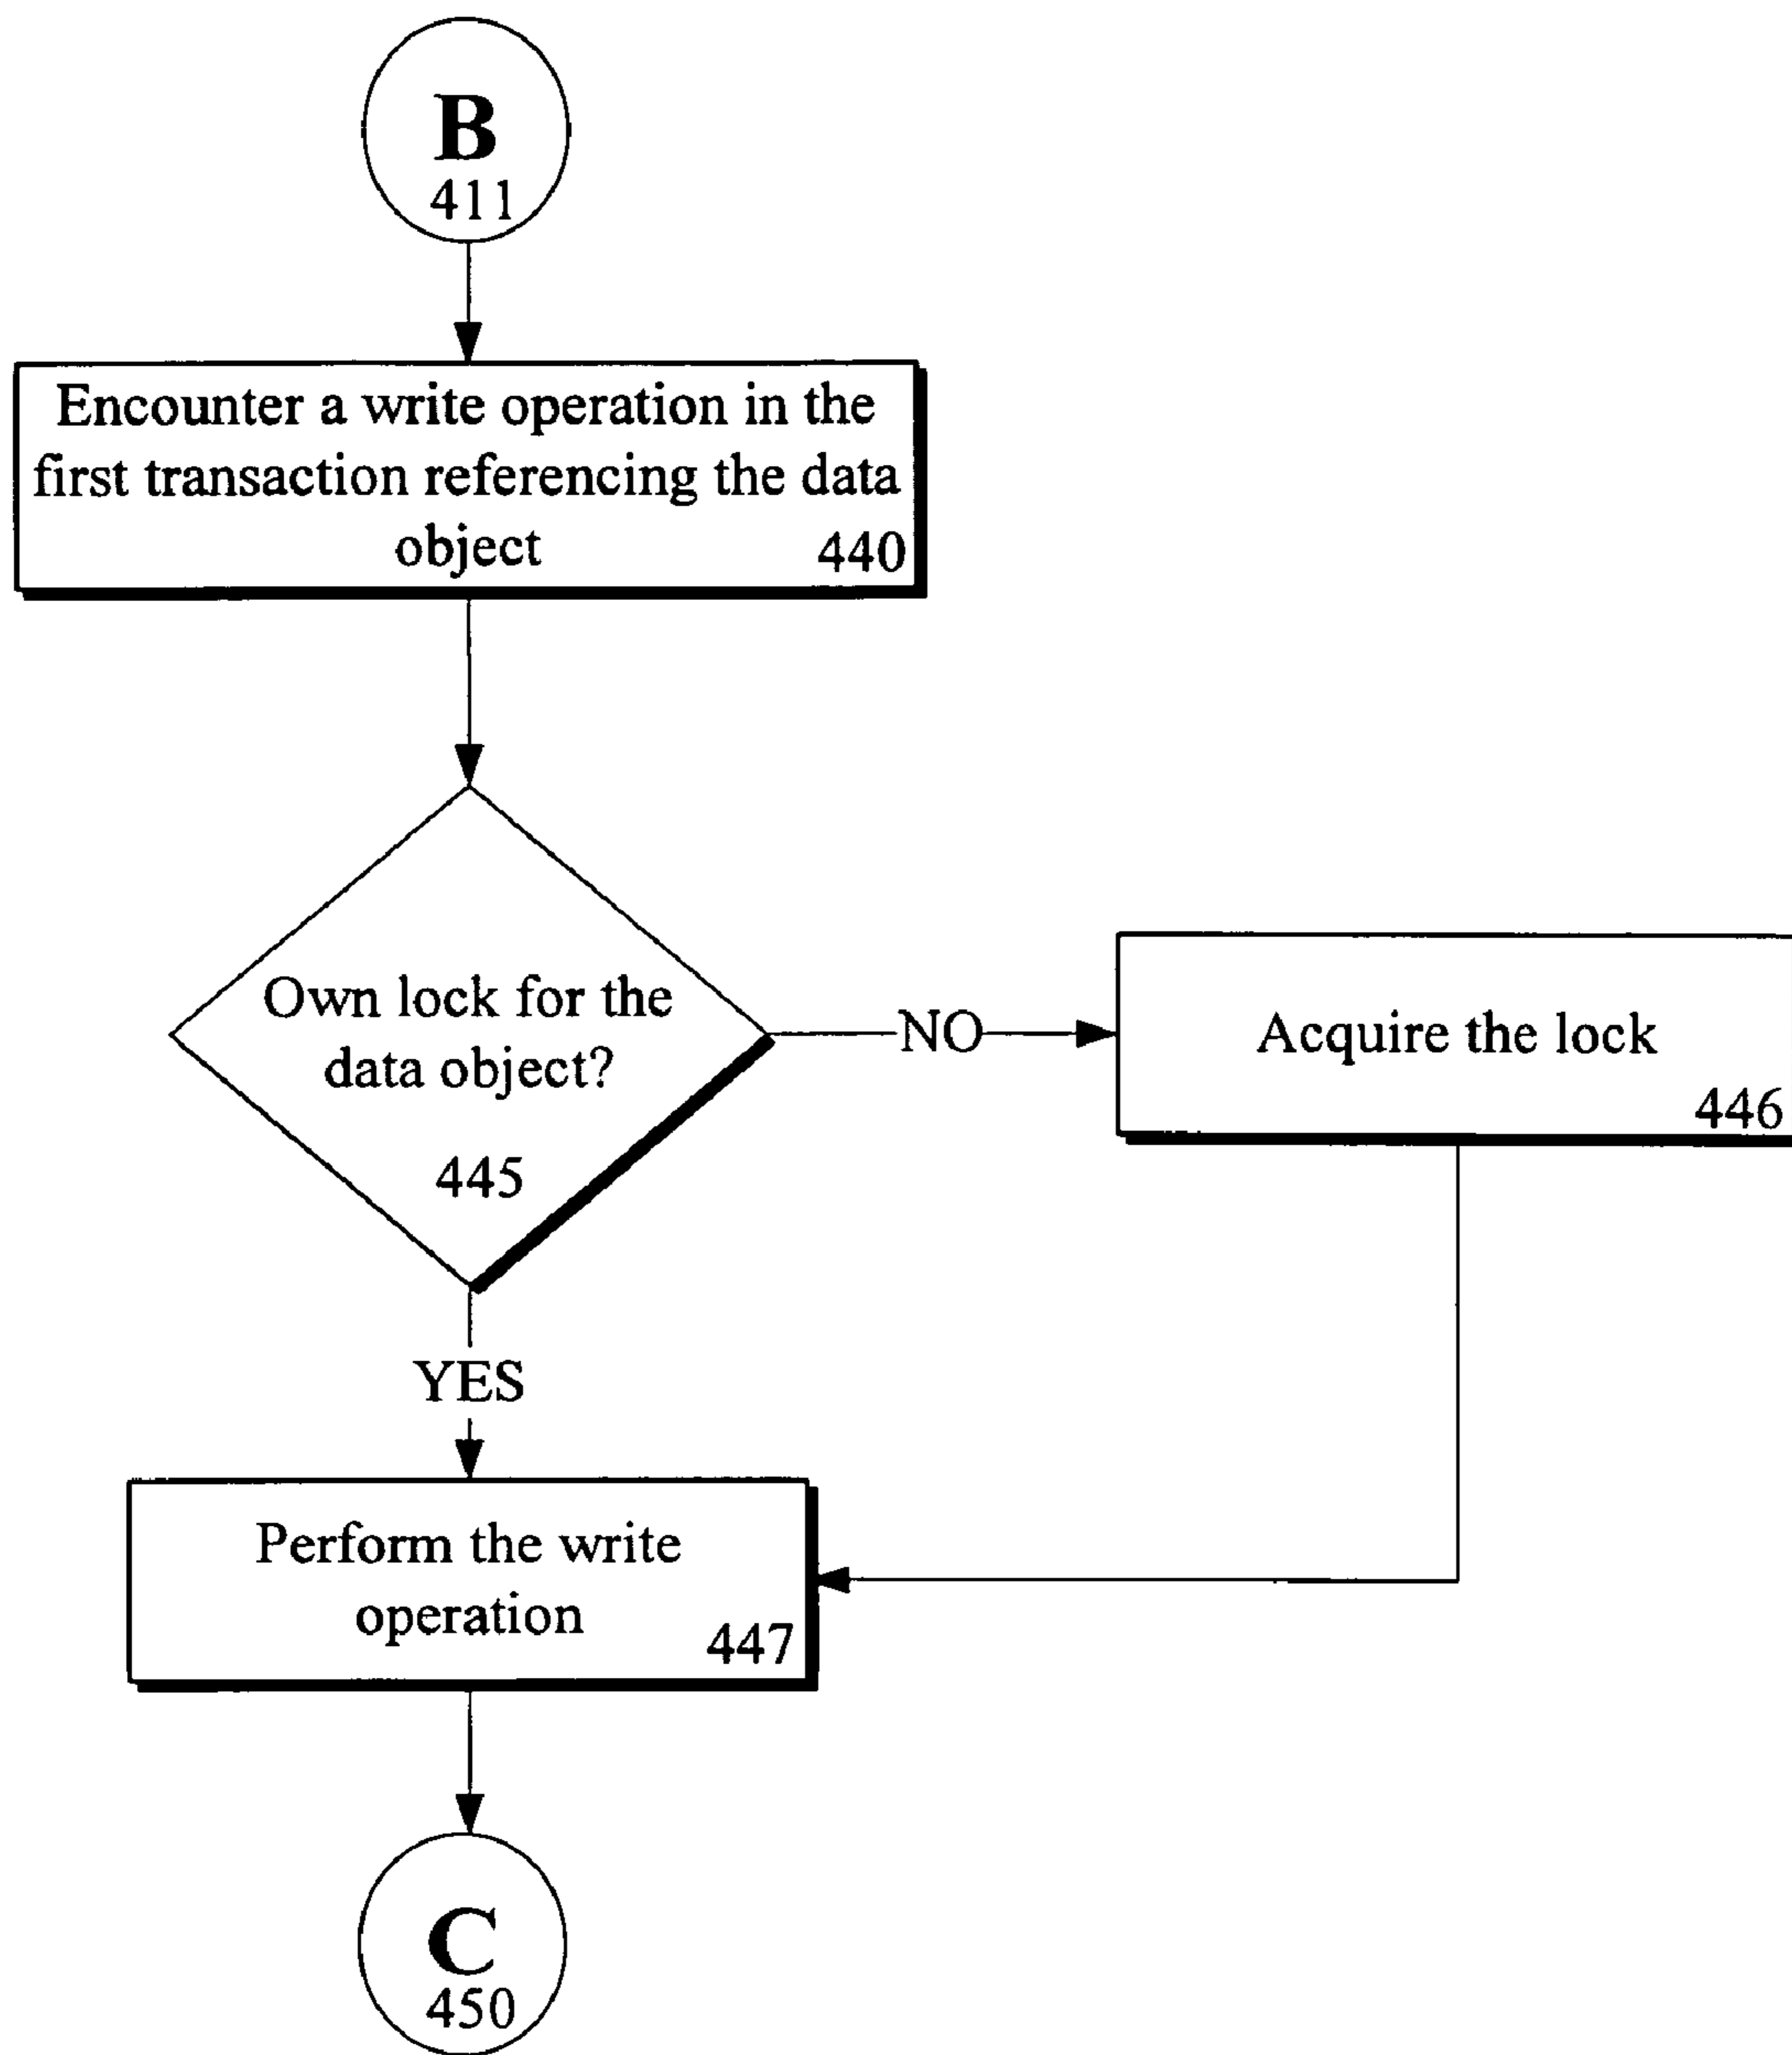 B
411
Encounter a write operation in the
first transaction referencing the data
object
440
Own lock for the
data object?
445
NO
Acquire the lock
446
YES
Perform the write
operation
447
C
450